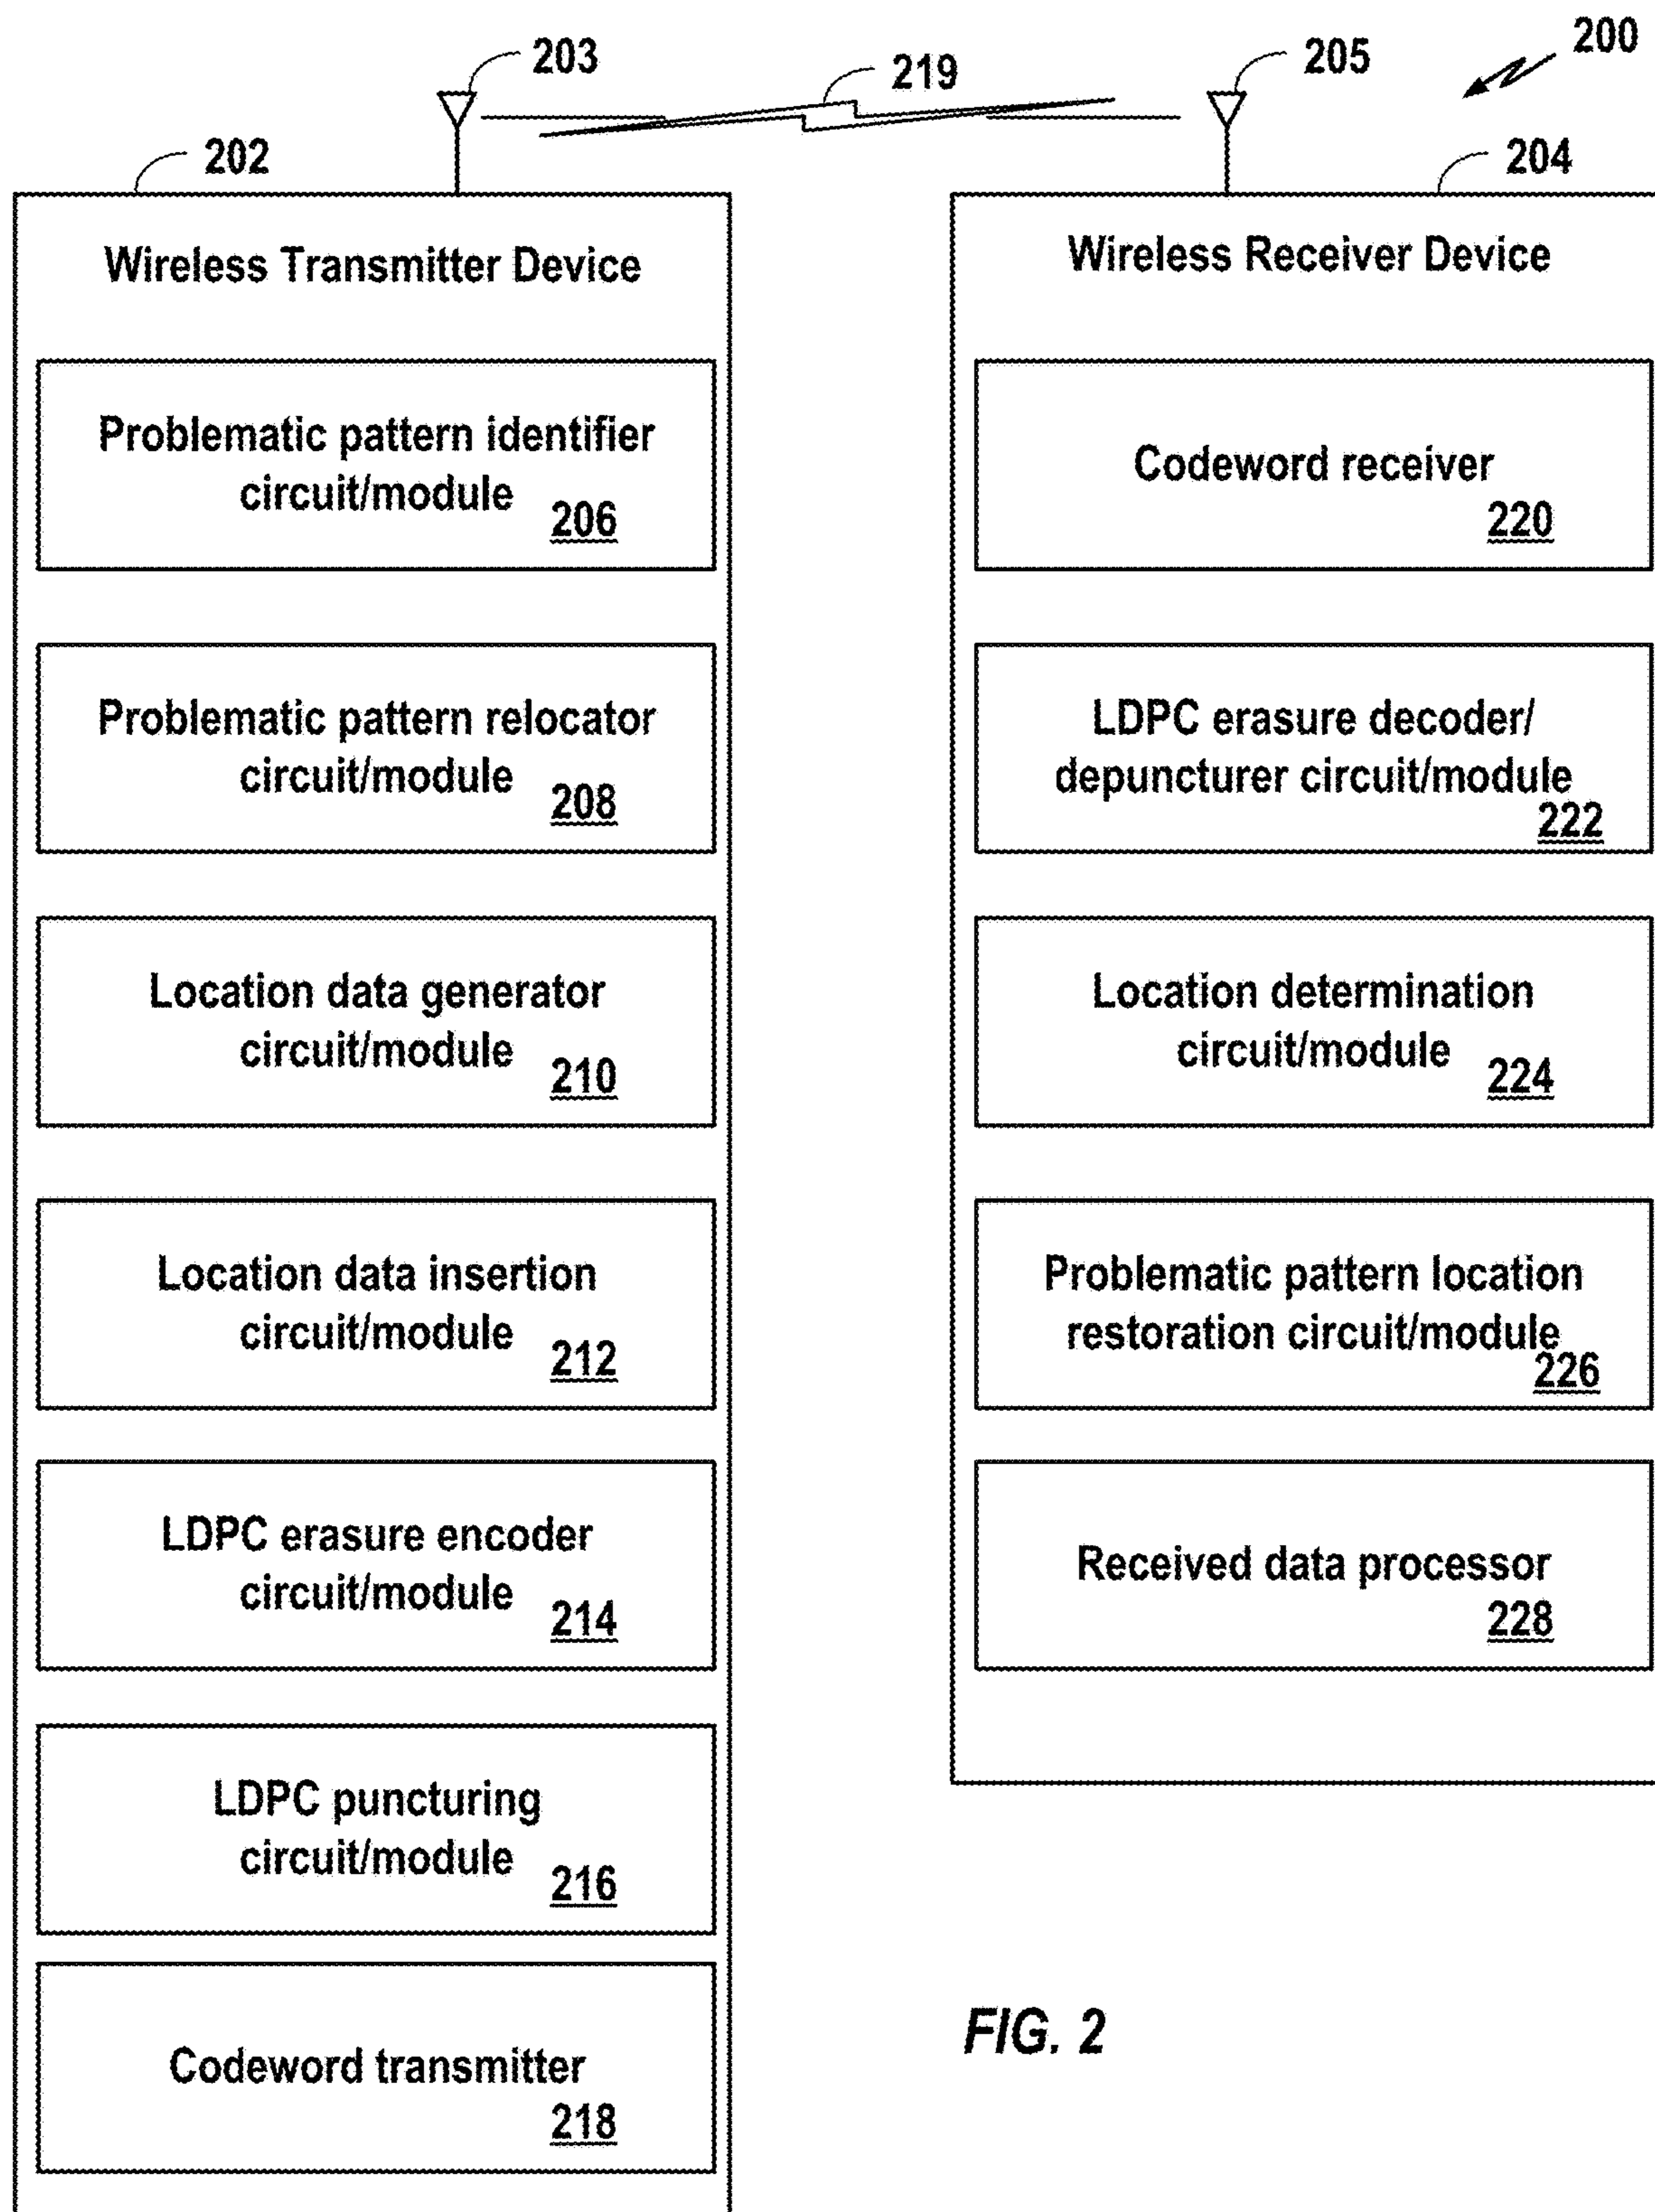 200
203
219
205
202
204
Wireless Transmitter Device
Problematic pattern identifier
circuit/module
206
Problematic pattern relocator
circuit/module
208
Location data generator
circuit/module
210
Location data insertion
circuit/module
212
LDPC erasure encoder
circuit/module
214
LDPC puncturing
circuit/module
216
Codeword transmitter
218
Wireless Receiver Device
Codeword receiver
220
LDPC erasure decoder/
depuncturer circuit/module
222
Location determination
circuit/module
224
Problematic pattern location
restoration circuit/module
226
Received data processor
228
FIG. 2